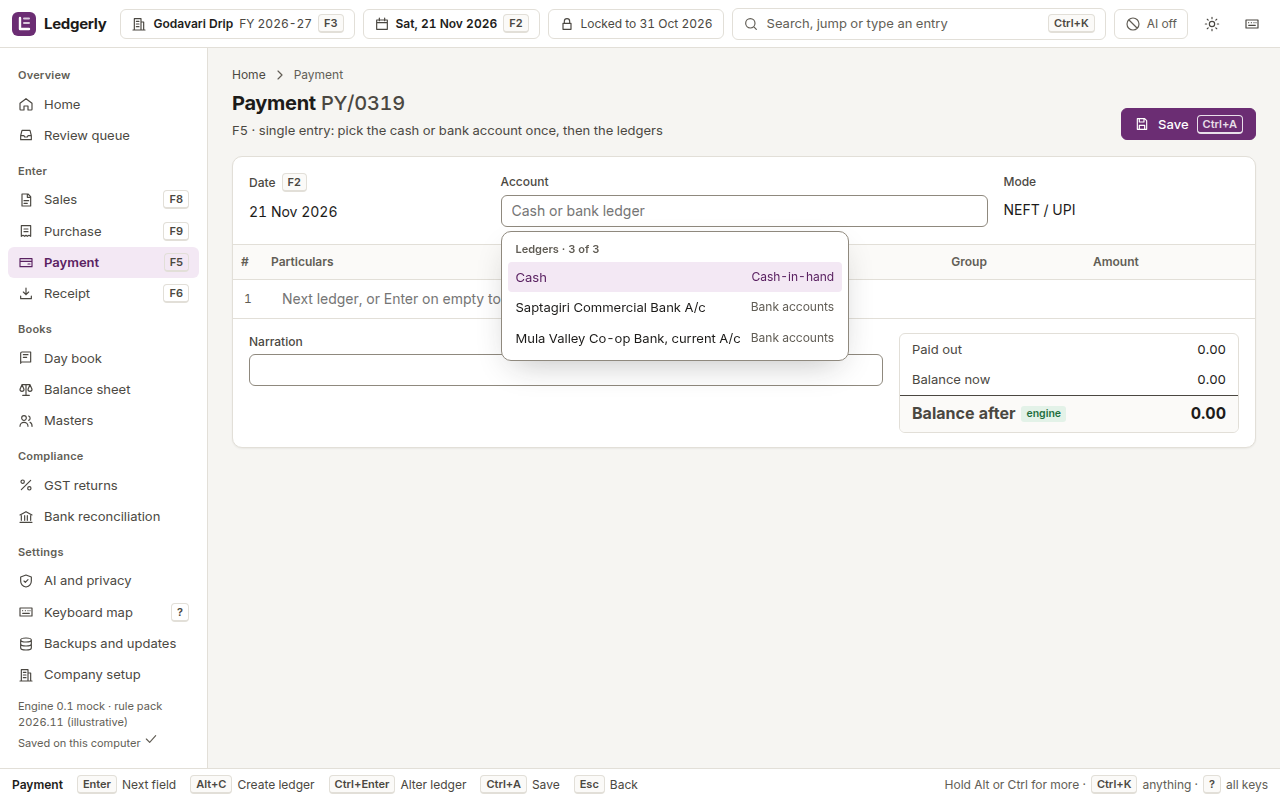 Ledgerly
Godavari Drip FY 2026-27 F3
Sat, 21 Nov 2026 F2
Locked to 31 Oct 2026
Search, jump or type an entry Ctrl+K
AI off
Overview
Home
Review queue
Enter
Sales F8
Purchase F9
Payment F5
Receipt F6
Books
Day book
Balance sheet
Masters
Compliance
GST returns
Bank reconciliation
Settings
AI and privacy
Keyboard map ?
Backups and updates
Company setup
Engine 0.1 mock · rule pack
2026.11 (illustrative)
Saved on this computer
Home Payment
Payment PY/0319
F5 · single entry: pick the cash or bank account once, then the ledgers
Save Ctrl+A
Date F2
21 Nov 2026
Account
Cash or bank ledger
Mode
NEFT / UPI
Ledgers · 3 of 3
Cash Cash-in-hand
Saptagiri Commercial Bank A/c Bank accounts
Mula Valley Co-op Bank, current A/c Bank accounts
# Particulars Group Amount
1 Next ledger, or Enter on empty to
Narration
Paid out 0.00
Balance now 0.00
Balance after engine 0.00
Payment Enter Next field Alt+C Create ledger Ctrl+Enter Alter ledger Ctrl+A Save Esc Back
Hold Alt or Ctrl for more · Ctrl+K anything · ? all keys